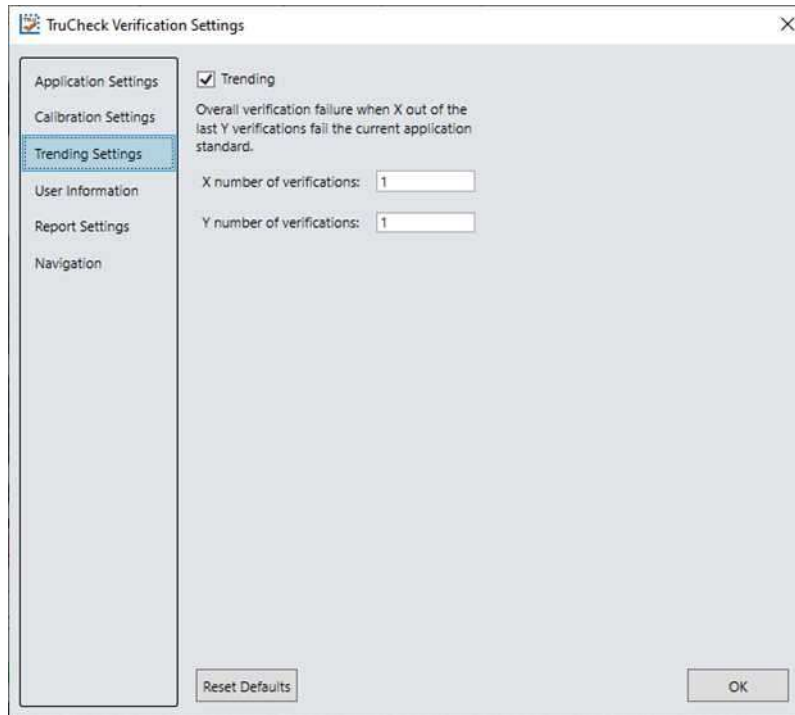 TruCheck Verification Settings
Application Settings
Calibration Settings
Trending Settings
User Information
Report Settings
Navigation
Trending
Overall verification failure when X out of the
last Y verifications fail the current application
standard.
X number of verifications: 1
Y number of verifications: 1
Reset Defaults
OK